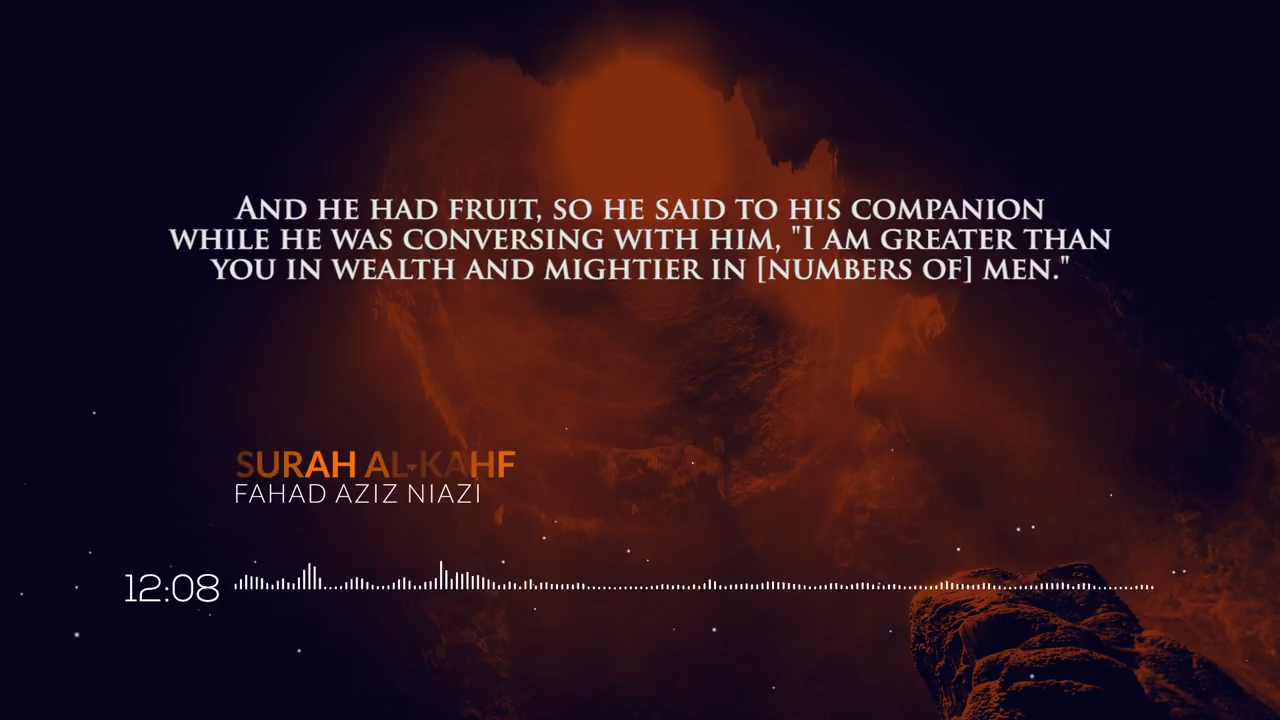 AND HE HAD FRUIT, SO HE SAID TO HIS COMPANION
WHILE HE WAS CONVERSING WITH HIM, "I AM GREATER THAN
YOU IN WEALTH AND MIGHTIER IN [NUMBERS OF] MEN."
SURAH AL-KAHF
FAHAD AZIZ NIAZI
12:08